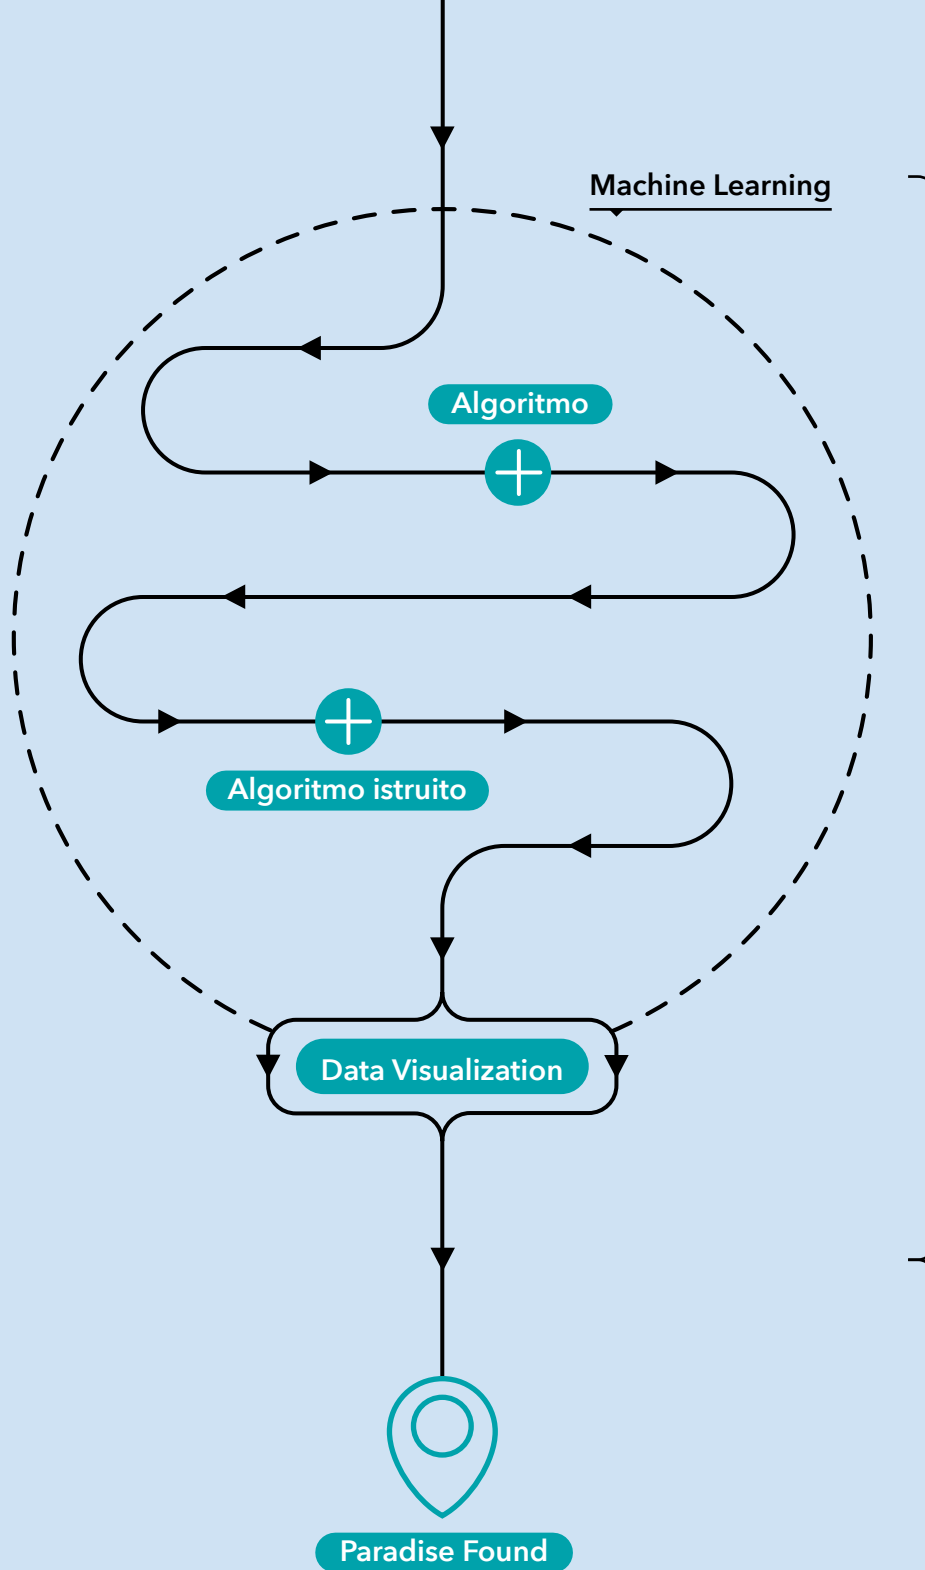 Machine Learning
Algoritmo
Algoritmo istruito
Data Visualization
Paradise Found